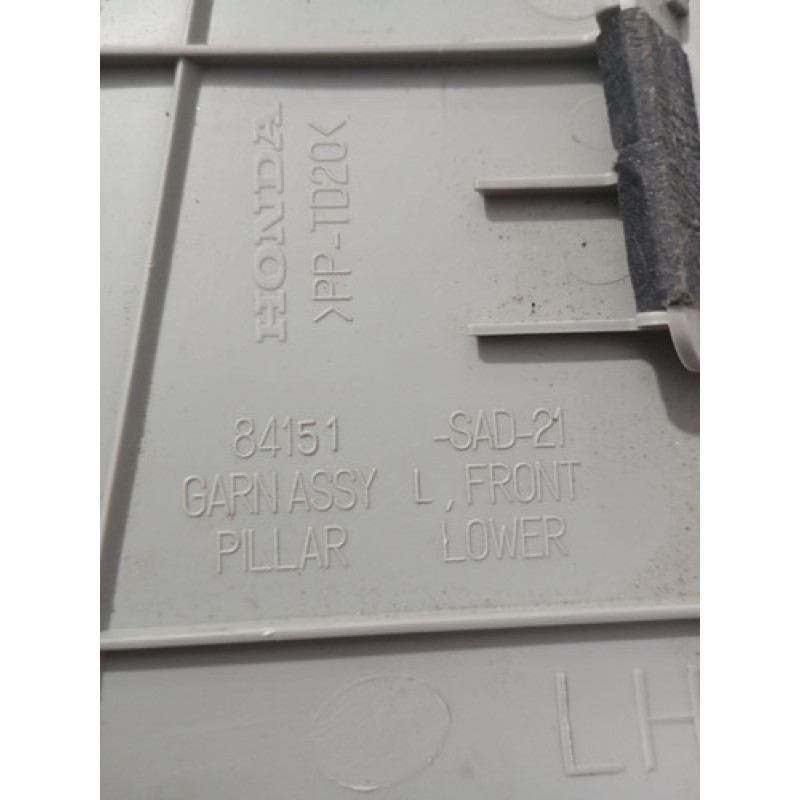 HONDA
>PP-TD20<
84151 -SAD-21
GARN ASSY L, FRONT
PILLAR LOWER
LH